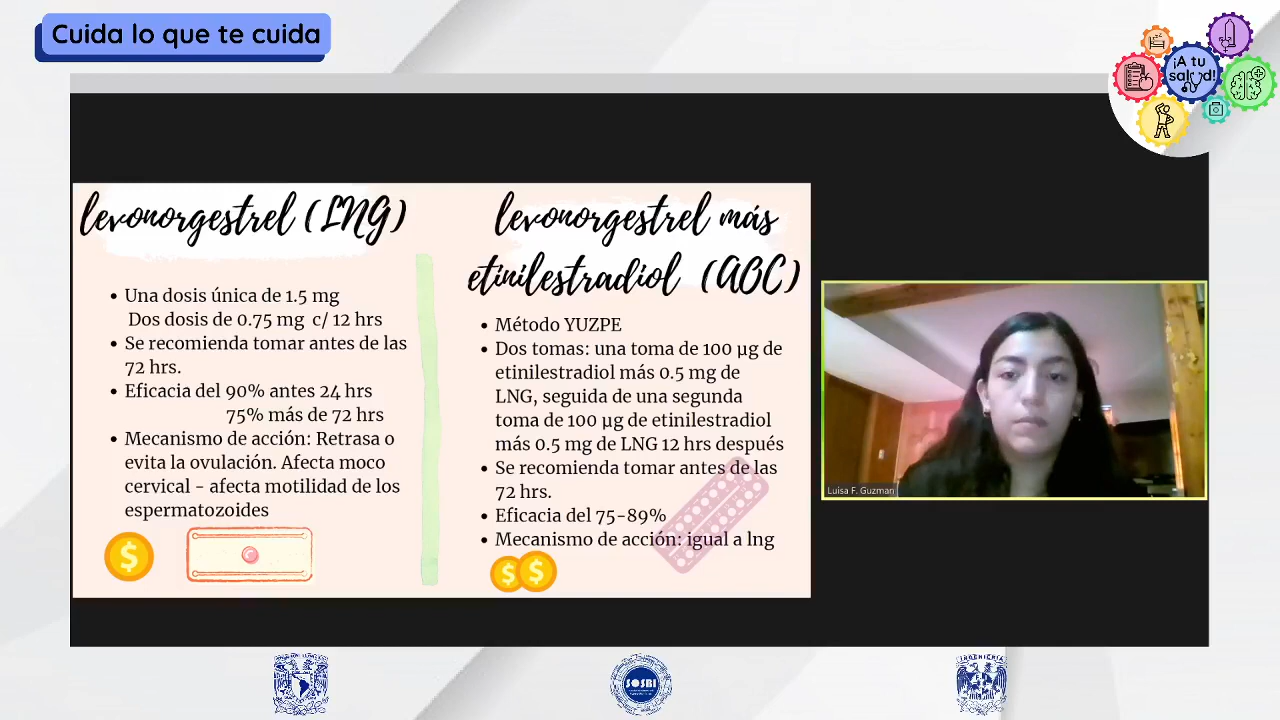 Cuida lo que te cuida
¡A tu
salud!
levonorgestrel (LNG)
Una dosis única de 1.5 mg
Dos dosis de 0.75 mg c/ 12 hrs
Se recomienda tomar antes de las
72 hrs.
Eficacia del 90% antes 24 hrs
75% más de 72 hrs
Mecanismo de acción: Retrasa o
evita la ovulación. Afecta moco
cervical - afecta motilidad de los
espermatozoides
$
levonorgestrel más
etinilestradiol (AOC)
Método YUZPE
Dos tomas: una toma de 100 µg de
etinilestradiol más 0.5 mg de
LNG, seguida de una segunda
toma de 100 µg de etinilestradiol
más 0.5 mg de LNG 12 hrs después
Se recomienda tomar antes de las
72 hrs.
Eficacia del 75-89%
Mecanismo de acción: igual a lng
$ $
Luisa F. Guzman
SOSBI